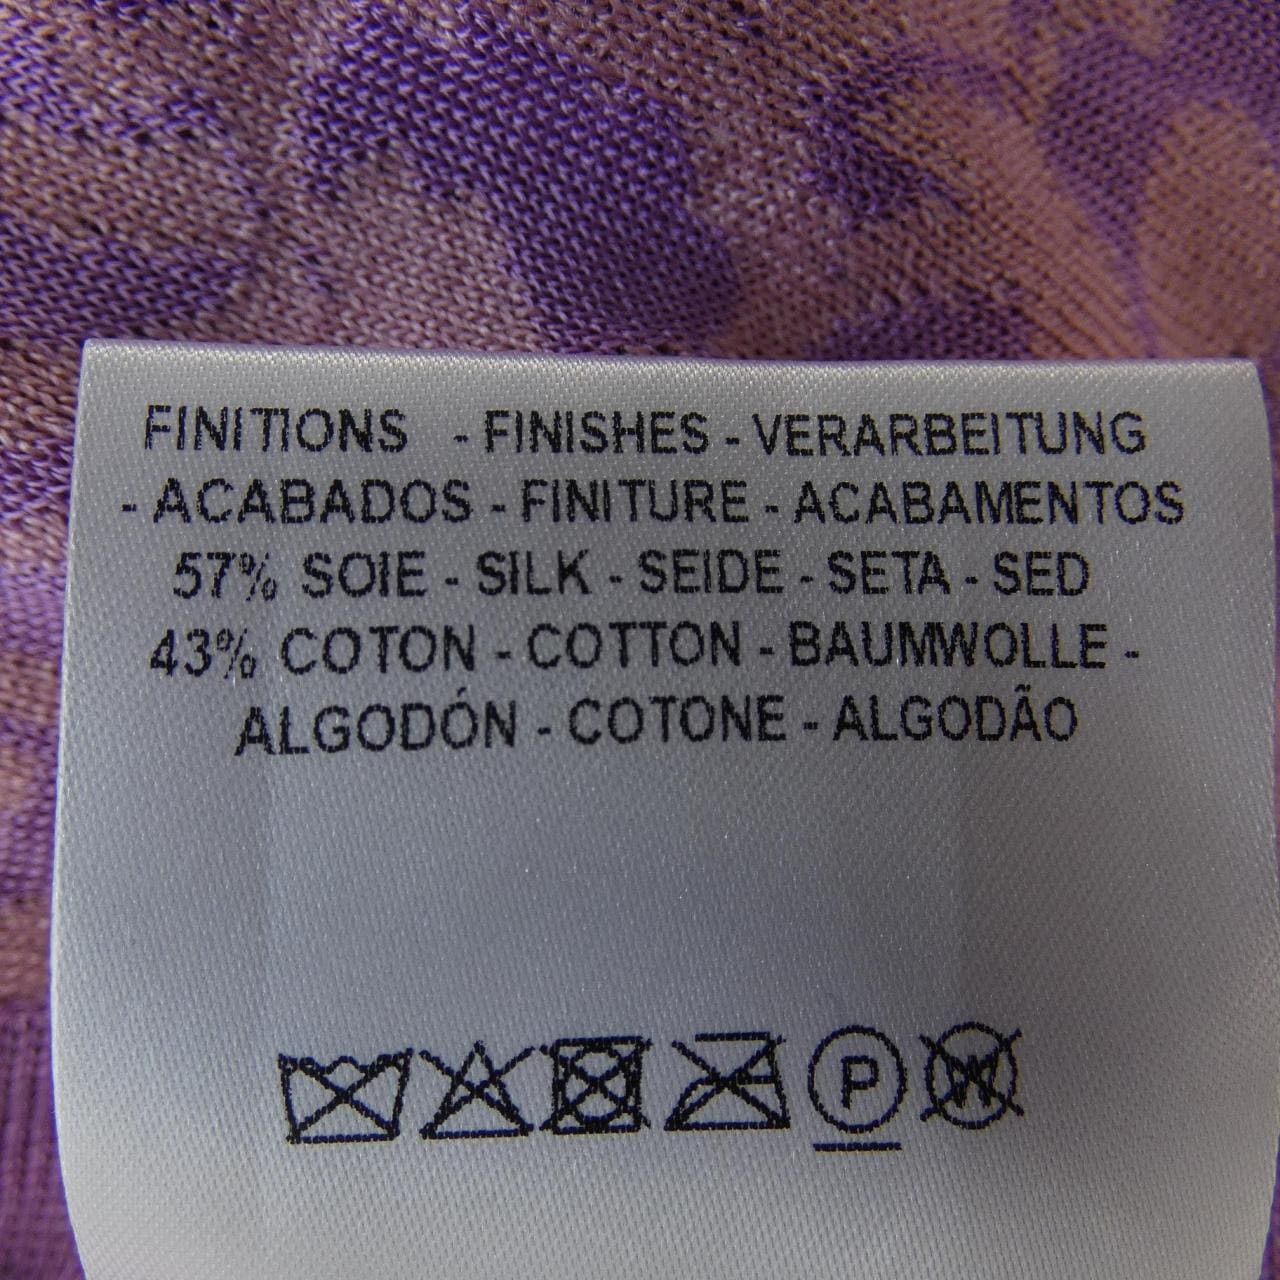 FINITIONS - FINISHES - VERARBEITUNG
- ACABADOS - FINITURE - ACABAMENTOS
57% SOIE - SILK - SEIDE - SETA - SED
43% COTON - COTTON - BAUMWOLLE -
ALGODÓN - COTONE - ALGODÃO
P W